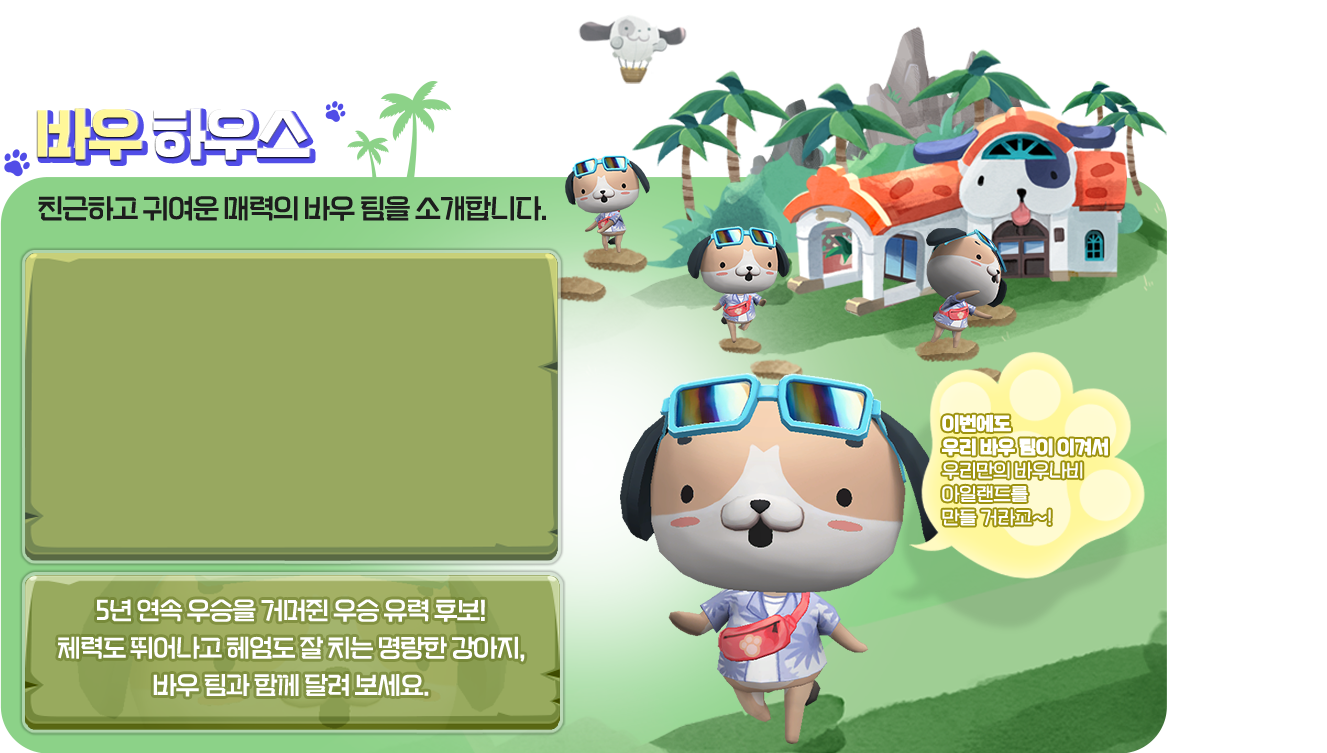 바우 하우스
친근하고 귀여운 매력의 바우 팀을 소개합니다.
이번에도
우리 바우 팀이 이겨서
우리만의 바우나비
아일랜드를
만들 거라고~!
5년 연속 우승을 거머쥔 우승 유력 후보!
체력도 뛰어나고 헤엄도 잘 치는 명랑한 강아지,
바우 팀과 함께 달려 보세요.